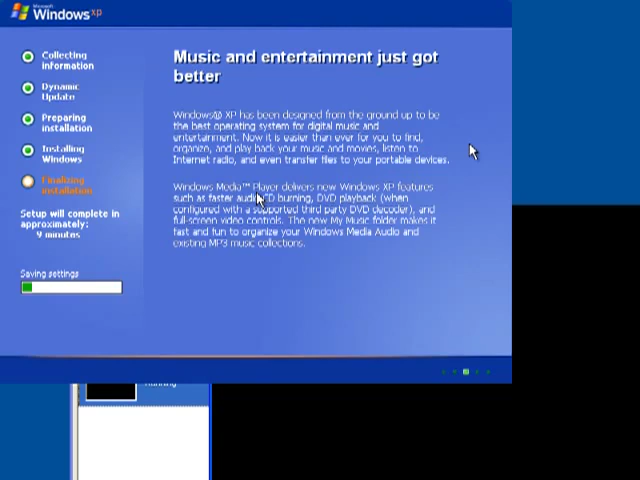 Microsoft
Windows xp
Collecting
information
Dynamic
Update
Preparing
installation
Installing
Windows
Finalizing
installation
Setup will complete in
approximately:
9 minutes
Saving settings
Music and entertainment just got
better
Windows® XP has been designed from the ground up to be
the best operating system for digital music and
entertainment. Now it is easier than ever for you to find,
organize, and play back your music and movies, listen to
Internet radio, and even transfer files to your portable devices.
Windows Media™ Player delivers new Windows XP features
such as faster audio CD burning, DVD playback (when
configured with a supported third party DVD decoder), and
full-screen video controls. The new My Music folder makes it
fast and fun to organize your Windows Media Audio and
existing MP3 music collections.
Running